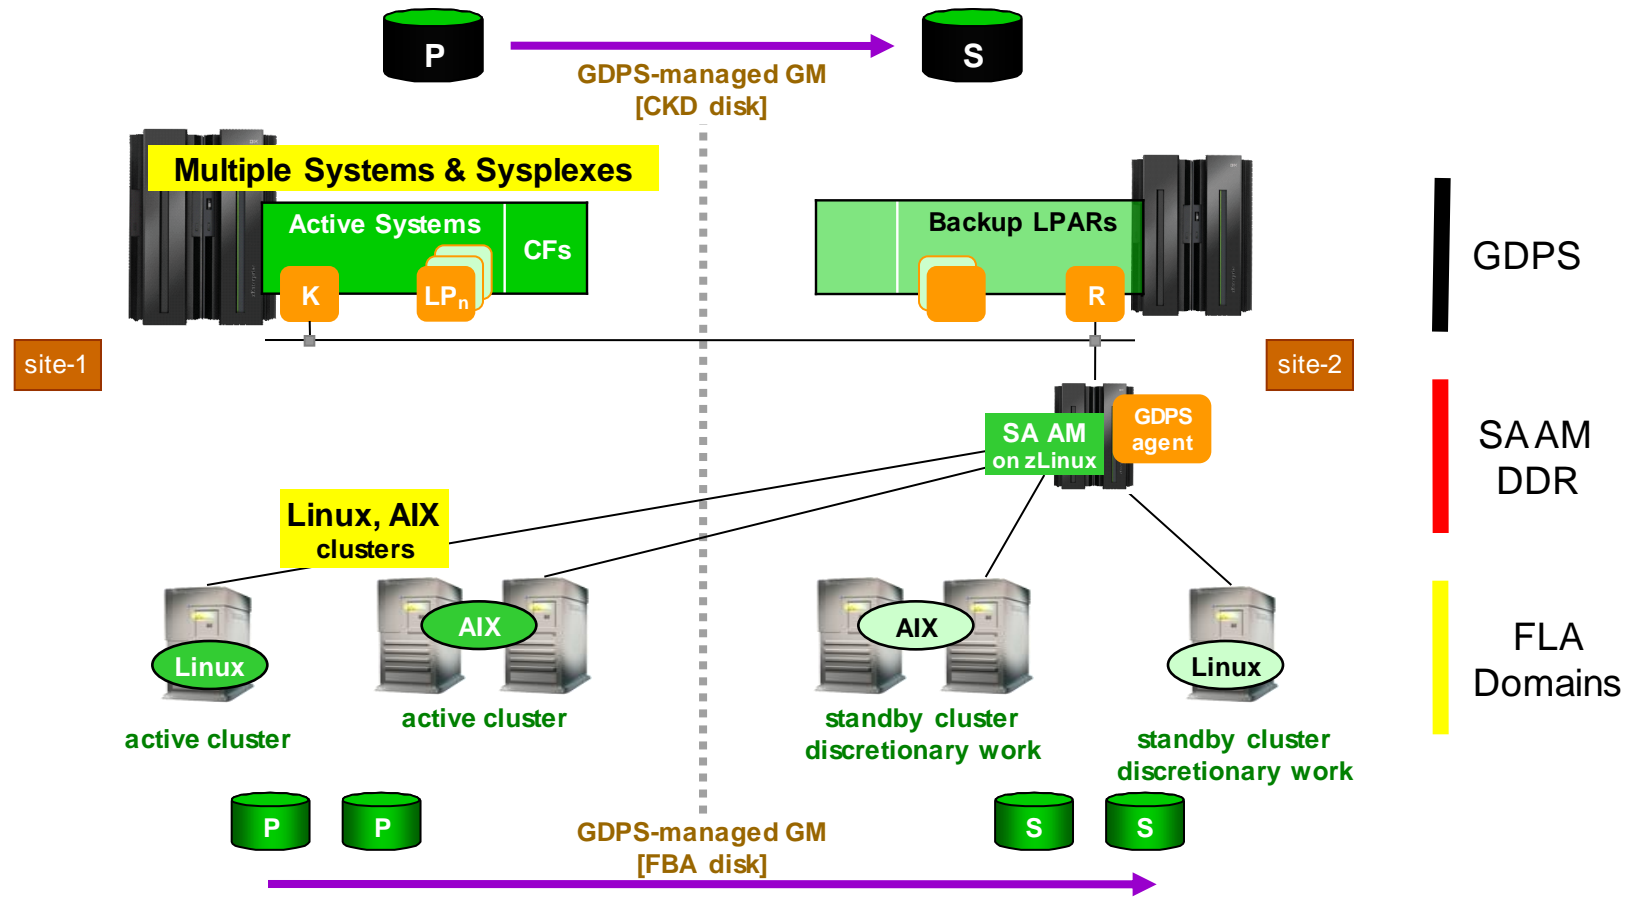 P
S
GDPS-managed GM
[CKD disk]
Multiple Systems & Sysplexes
Active Systems
CFs
K
LPn
Backup LPARs
R
GDPS
site-1
site-2
SA AM
on zLinux
GDPS
agent
SA AM
DDR
Linux, AIX
clusters
Linux
AIX
AIX
Linux
FLA
Domains
active cluster
active cluster
standby cluster
discretionary work
standby cluster
discretionary work
P
P
S
S
GDPS-managed GM
[FBA disk]